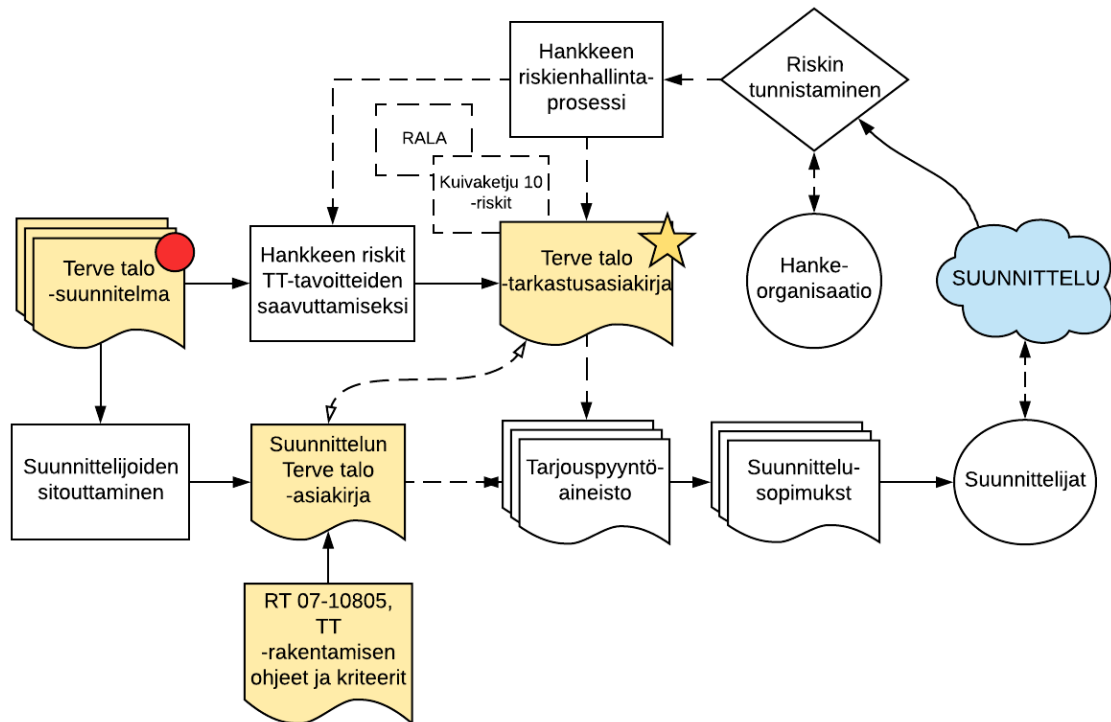 Hankkeen
riskienhallinta-
prosessi
Riskin
tunnistaminen
RALA
Kuivaketju 10
-riskit
Terve talo
-suunnitelma
Hankkeen riskit
TT-tavoitteiden
saavuttamiseksi
Terve talo
-tarkastusasiakirja
Hanke-
organisaatio
SUUNNITTELU
Suunnittelijoiden
sitouttaminen
Suunnittelun
Terve talo
-asiakirja
Tarjouspyyntö-
aineisto
Suunnittelu-
sopimukst
Suunnittelijat
RT 07-10805,
TT
-rakentamisen
ohjeet ja kriteerit